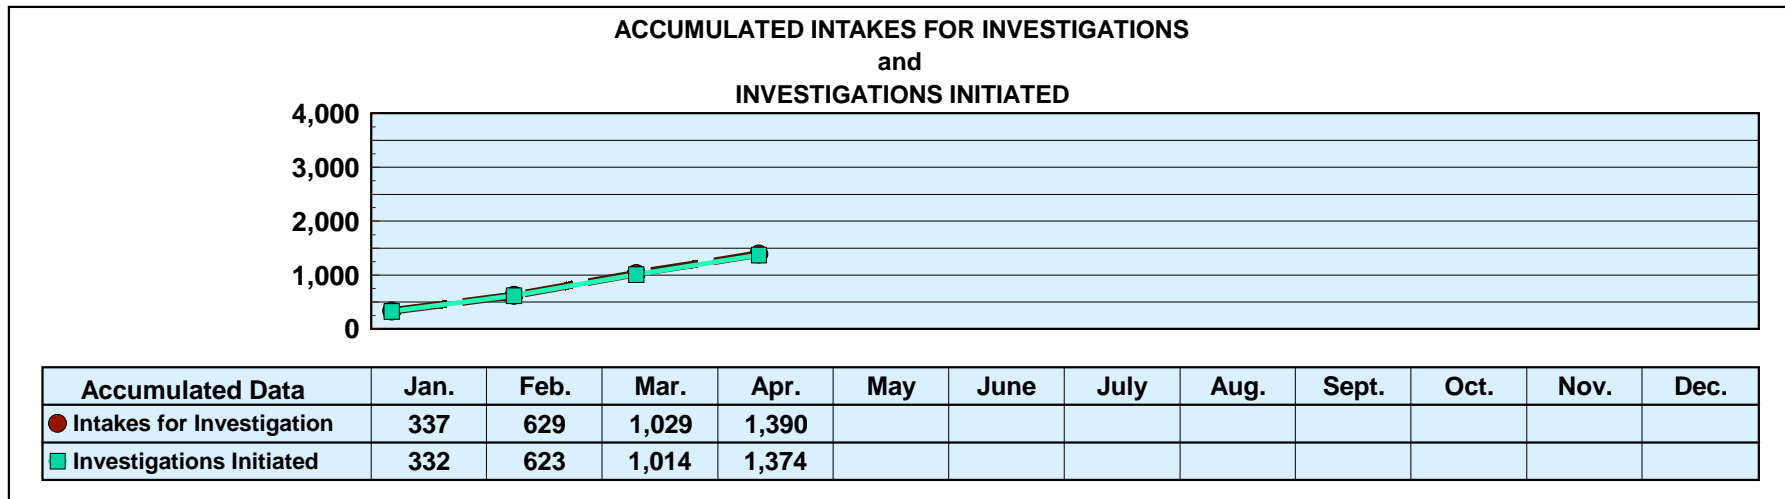 ACCUMULATED INTAKES FOR INVESTIGATIONS
and
INVESTIGATIONS INITIATED
4,000
3,000
2,000
1,000
0
Accumulated Data Jan. Feb. Mar. Apr. May June July Aug. Sept. Oct. Nov. Dec.
Intakes for Investigation 337 629 1,029 1,390
Investigations Initiated 332 623 1,014 1,374